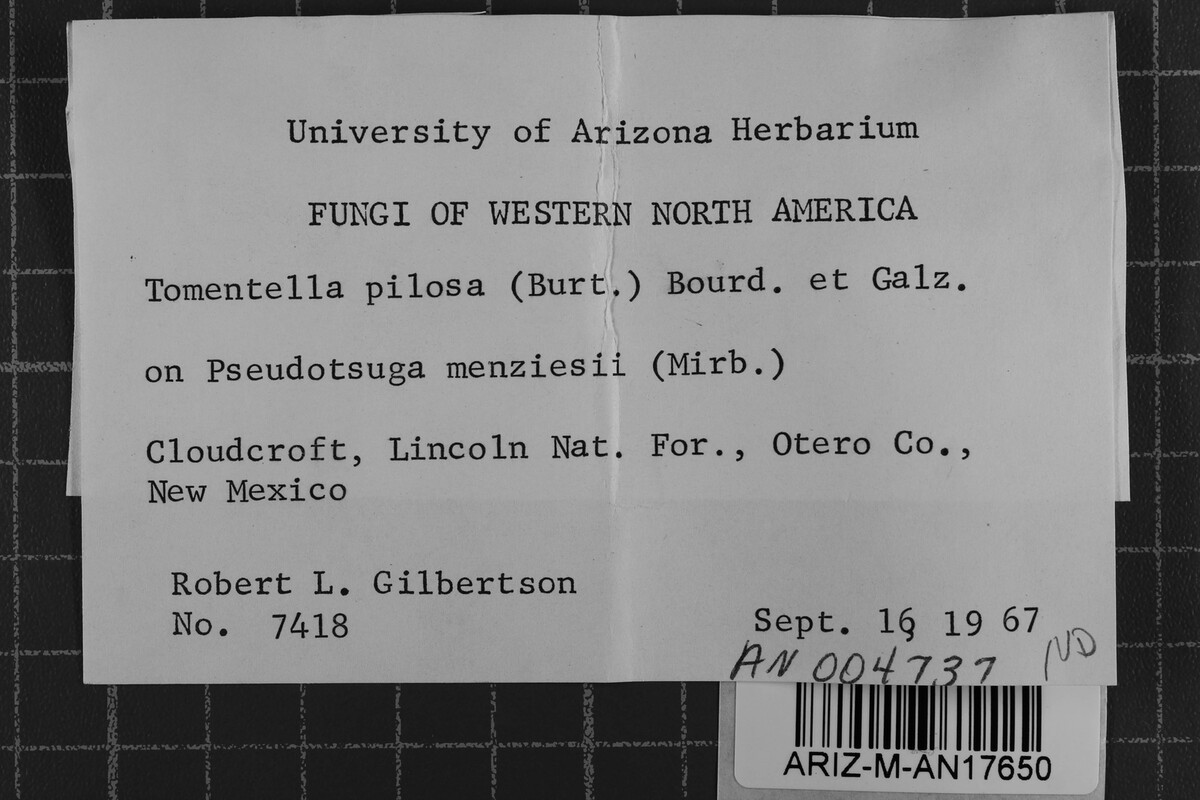 University of Arizona Herbarium
FUNGI OF WESTERN NORTH AMERICA
Tomentella pilosa (Burt.) Bourd. et Galz.
on Pseudotsuga menziesii (Mirb.)
Cloudcroft, Lincoln Nat. For., Otero Co.,
New Mexico
Robert L. Gilbertson
No. 7418
Sept. 16, 19 67
AN 004737 ND
ARIZ-M-AN17650